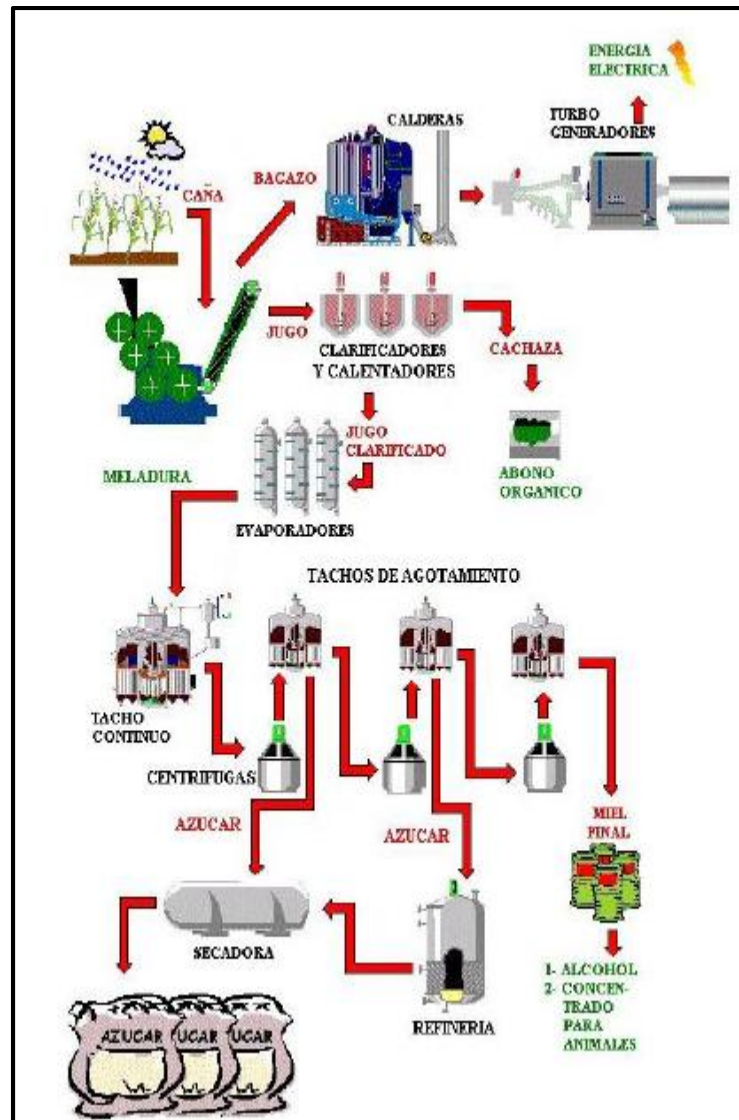 ENERGIA
ELECTRICA
TURBO
GENERADORES
CALDERAS
BAGAZO
CAÑA
JUGO
CLARIFICADORES
Y CALENTADORES
CACHAZA
JUGO
CLARIFICADO
ABONO
ORGANICO
MELADURA
EVAPORADORES
TACHOS DE AGOTAMIENTO
TACHO
CONTINUO
CENTRIFUGAS
AZUCAR
AZUCAR
MIEL
FINAL
SECADORA
REFINERIA
1- ALCOHOL
2- CONCEN-
TRADO
PARA
ANIMALES
AZUCAR
UCAR
UCAR